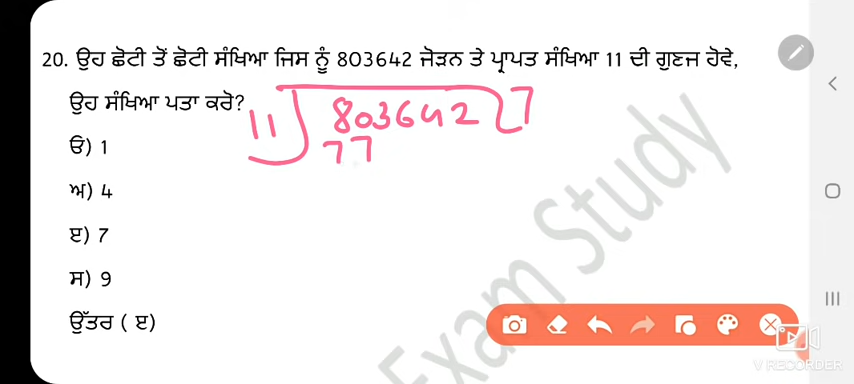 20. ਉਹ ਛੋਟੀ ਤੋਂ ਛੋਟੀ ਸੰਖਿਆ ਜਿਸ ਨੂੰ 803642 ਜੋੜਨ ਤੇ ਪ੍ਰਾਪਤ ਸੰਖਿਆ 11 ਦੀ ਗੁਣਜ ਹੋਵੇ,
ਉਹ ਸੰਖਿਆ ਪਤਾ ਕਰੋ?
11 803642 7
77
ੳ) 1
ਅ) 4
ੲ) 7
ਸ) 9
ਉੱਤਰ ( ੲ)
Exam Study
V RECORDER